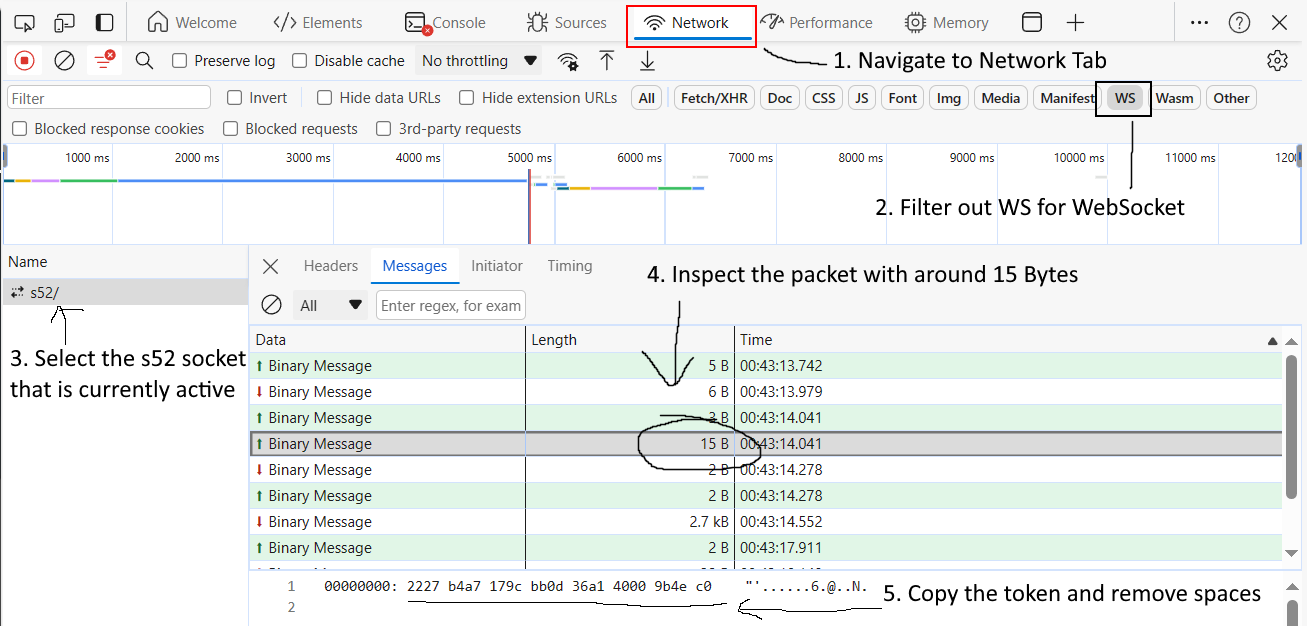 Welcome Elements Console Sources Network Performance Memory
Preserve log Disable cache No throttling
1. Navigate to Network Tab
Filter Invert Hide data URLs Hide extension URLs All Fetch/XHR Doc CSS JS Font Img Media Manifest WS Wasm Other
Blocked response cookies Blocked requests 3rd-party requests
1000 ms 2000 ms 3000 ms 4000 ms 5000 ms 6000 ms 7000 ms 8000 ms 9000 ms 10000 ms 11000 ms 120
2. Filter out WS for WebSocket
Name
s52/
3. Select the s52 socket
that is currently active
Headers Messages Initiator Timing
4. Inspect the packet with around 15 Bytes
All Enter regex, for exam
Data Length Time
Binary Message 5 B 00:43:13.742
Binary Message 6 B 00:43:13.979
Binary Message 3 B 00:43:14.041
Binary Message 15 B 00:43:14.041
Binary Message 2 B 00:43:14.278
Binary Message 2 B 00:43:14.278
Binary Message 2.7 kB 00:43:14.552
Binary Message 2 B 00:43:17.911
1 00000000: 2227 b4a7 179c bb0d 36a1 4000 9b4e c0 "'......6.@..N.
2
5. Copy the token and remove spaces